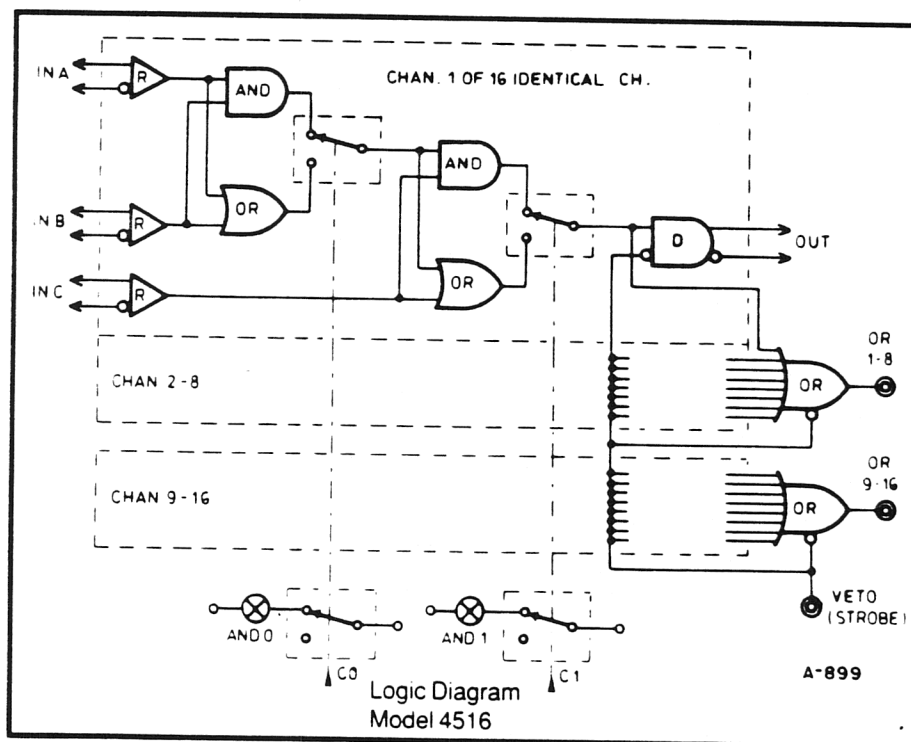 CHAN. 1 OF 16 IDENTICAL CH.
IN A
R
AND
AND
OR
N B
R
D
OUT
IN C
R
OR
OR
1-8
CHAN 2-8
OR
OR
9-16
CHAN 9-16
OR
VETO
(STROBE)
AND 0
AND 1
C0
C1
A-899
Logic Diagram
Model 4516